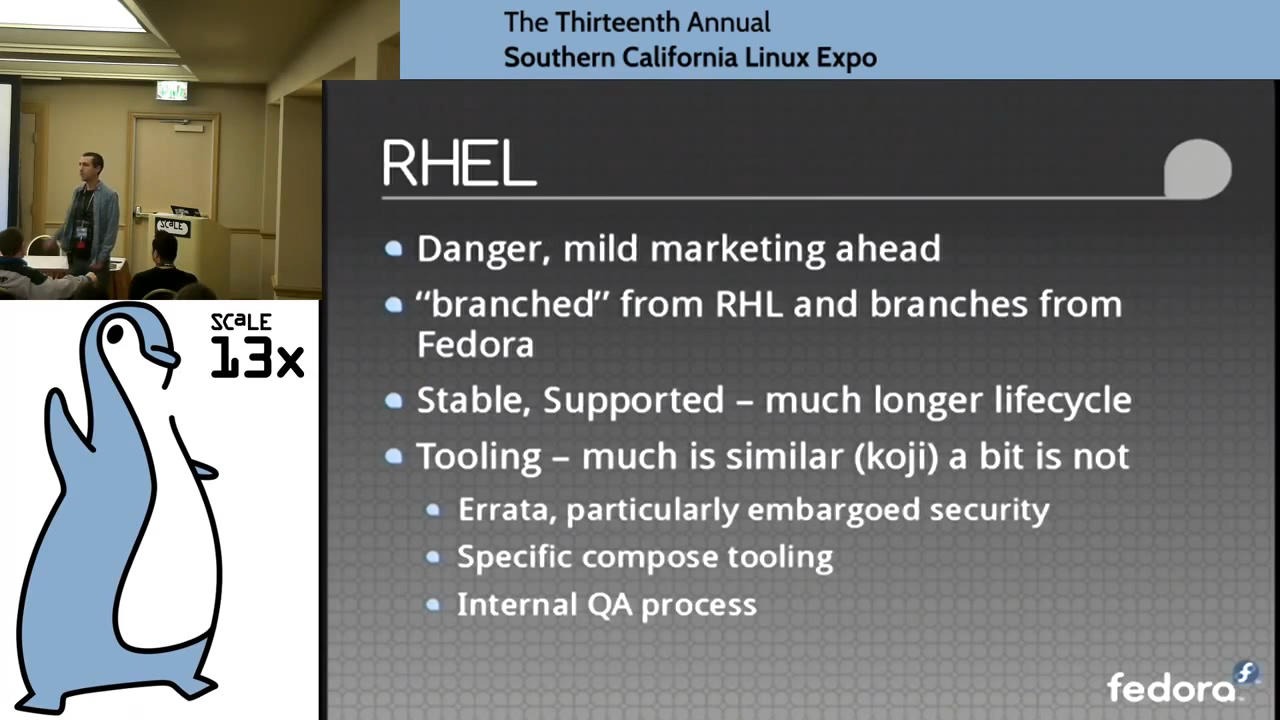 The Thirteenth Annual
Southern California Linux Expo
SCaLE
SCaLE
13x
RHEL
Danger, mild marketing ahead
“branched” from RHL and branches from
Fedora
Stable, Supported – much longer lifecycle
Tooling – much is similar (koji) a bit is not
Errata, particularly embargoed security
Specific compose tooling
Internal QA process
fedora